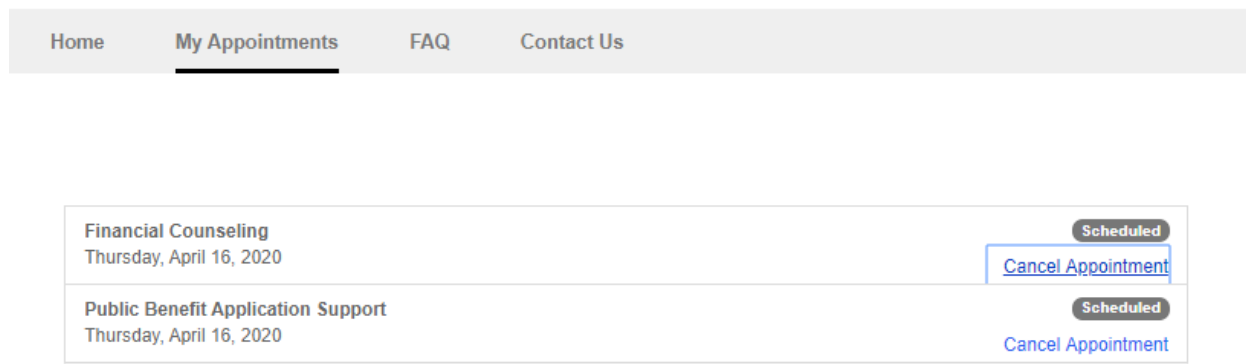 Home My Appointments FAQ Contact Us
Financial Counseling Scheduled
Thursday, April 16, 2020
Cancel Appointment
Public Benefit Application Support Scheduled
Thursday, April 16, 2020
Cancel Appointment